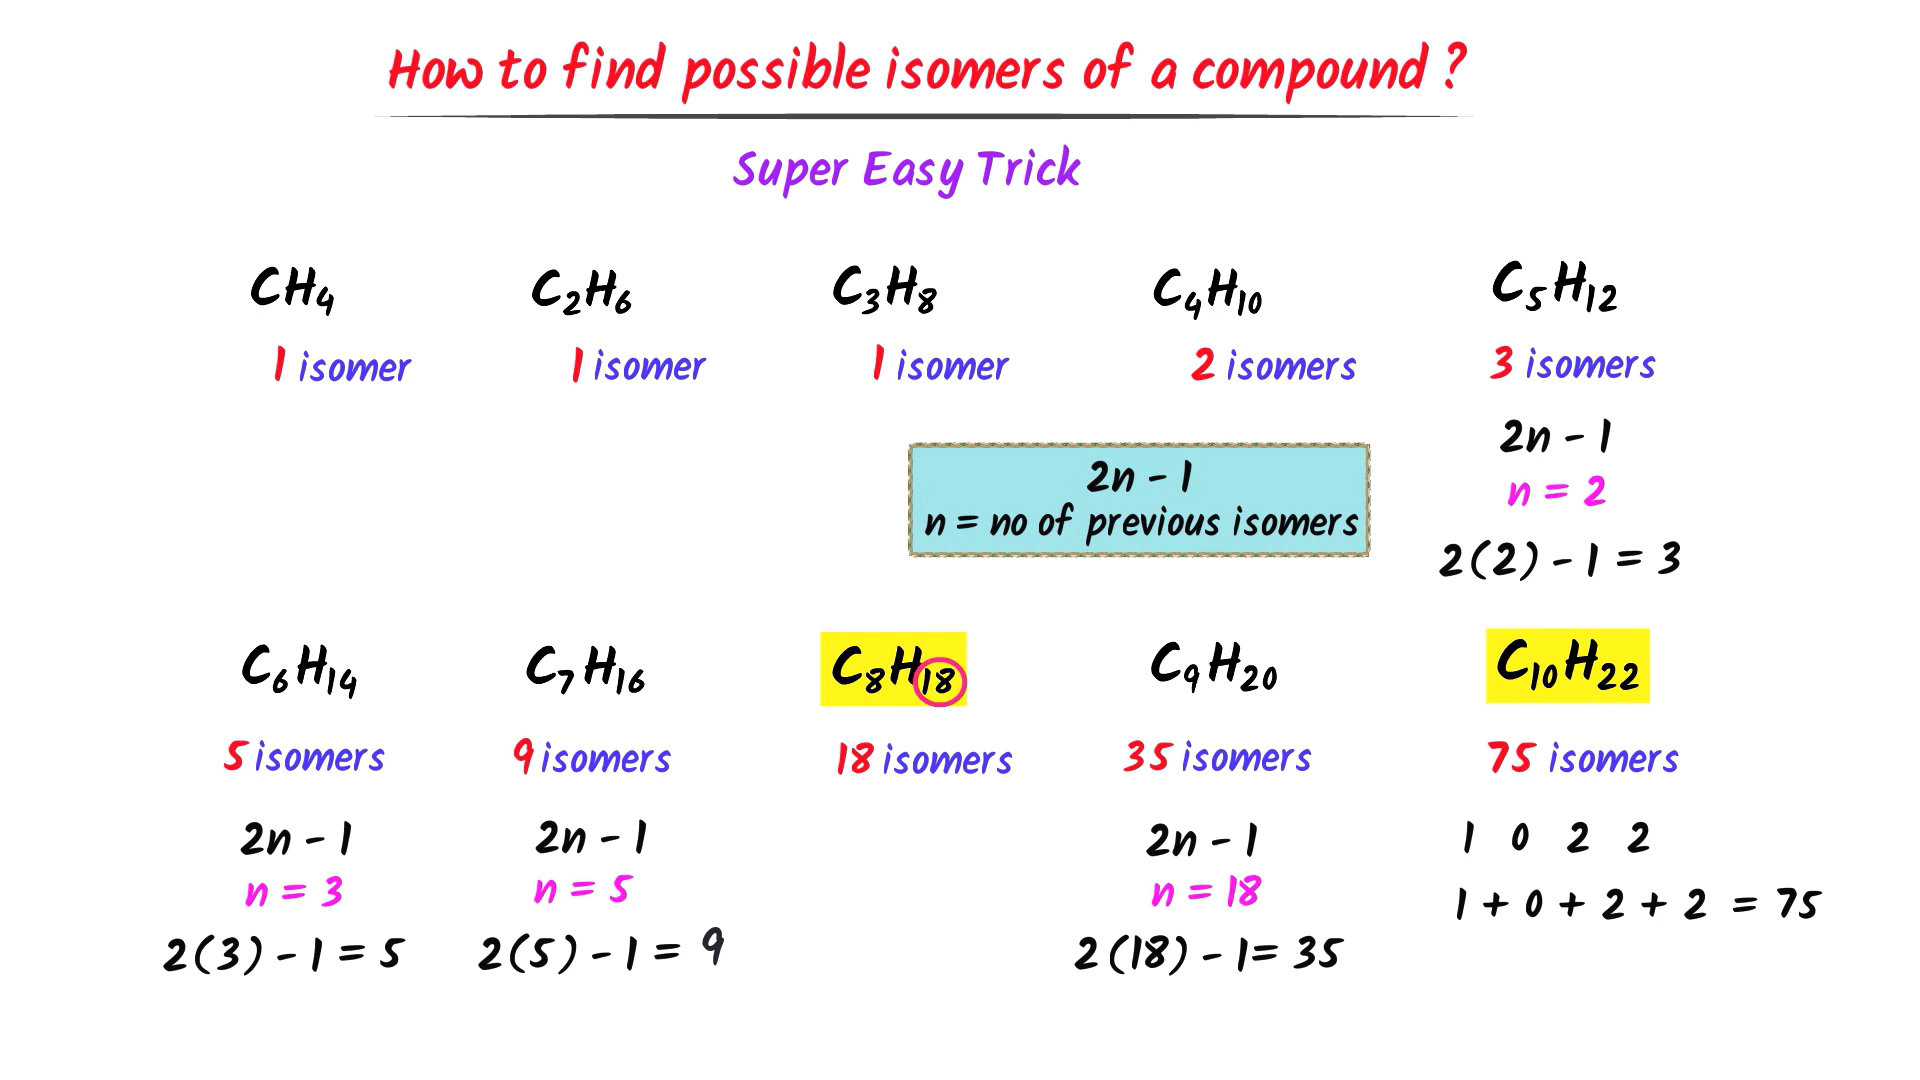 How to find possible isomers of a compound ?
Super Easy Trick
CH₄
1 isomer
C₂H₆
1 isomer
C₃H₈
1 isomer
C₄H₁₀
2 isomers
C₅H₁₂
3 isomers
2n - 1
n = 2
2(2) - 1 = 3
2n - 1
n = no of previous isomers
C₆H₁₄
5 isomers
2n - 1
n = 3
2(3) - 1 = 5
C₇H₁₆
9 isomers
2n - 1
n = 5
2(5) - 1 = 9
C₈H₁₈
18 isomers
C₉H₂₀
35 isomers
2n - 1
n = 18
2(18) - 1 = 35
C₁₀H₂₂
75 isomers
1 0 2 2
1 + 0 + 2 + 2 = 75